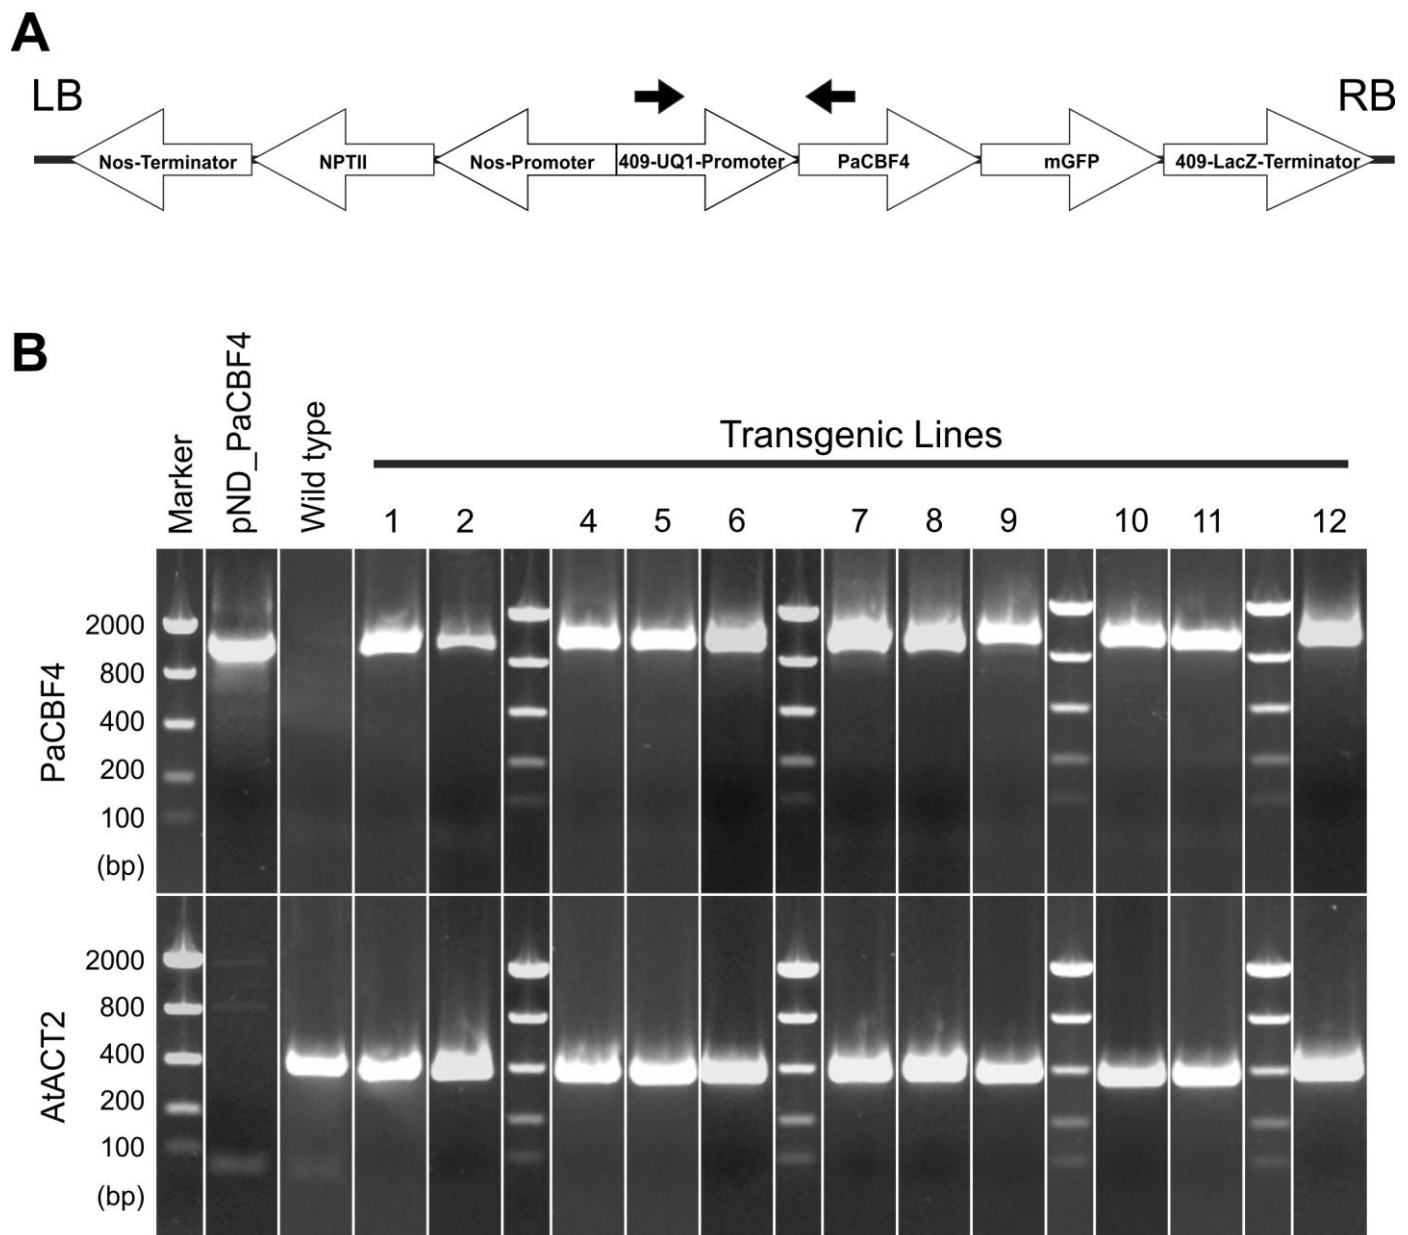 A
LB
RB
Nos-Terminator
NPTII
Nos-Promoter
409-UQ1-Promoter
PaCBF4
mGFP
409-LacZ-Terminator
B
Marker
pND_PaCBF4
Wild type
Transgenic Lines
1 2 4 5 6 7 8 9 10 11 12
PaCBF4
2000
800
400
200
100
(bp)
AtACT2
2000
800
400
200
100
(bp)